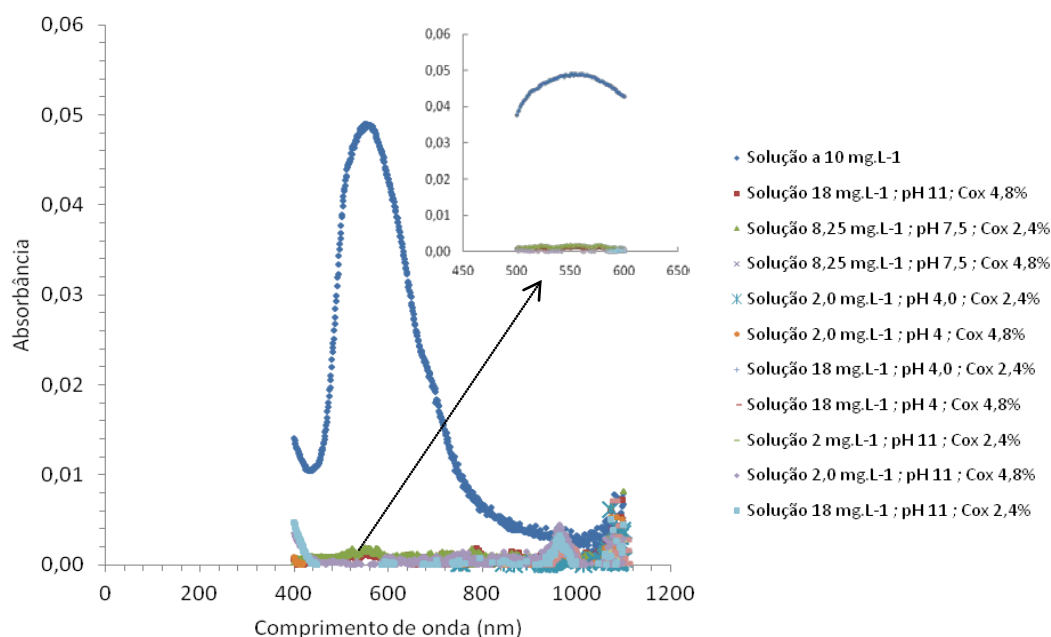 0,06
0,05
0,04
0,03
0,02
0,01
0,00
0
200
400
600
800
1000
1200
Absorbância
Comprimento de onda (nm)
0,06
0,05
0,04
0,03
0,02
0,01
0,00
450
500
550
600
650
Solução a 10 mg.L-1
Solução 18 mg.L-1 ; pH 11; Cox 4,8%
Solução 8,25 mg.L-1 ; pH 7,5 ; Cox 2,4%
Solução 8,25 mg.L-1 ; pH 7,5 ; Cox 4,8%
Solução 2,0 mg.L-1 ; pH 4,0 ; Cox 2,4%
Solução 2,0 mg.L-1 ; pH 4 ; Cox 4,8%
Solução 18 mg.L-1 ; pH 4,0 ; Cox 2,4%
Solução 18 mg.L-1 ; pH 4 ; Cox 4,8%
Solução 2 mg.L-1 ; pH 11 ; Cox 2,4%
Solução 2,0 mg.L-1 ; pH 11 ; Cox 4,8%
Solução 18 mg.L-1 ; pH 11 ; Cox 2,4%